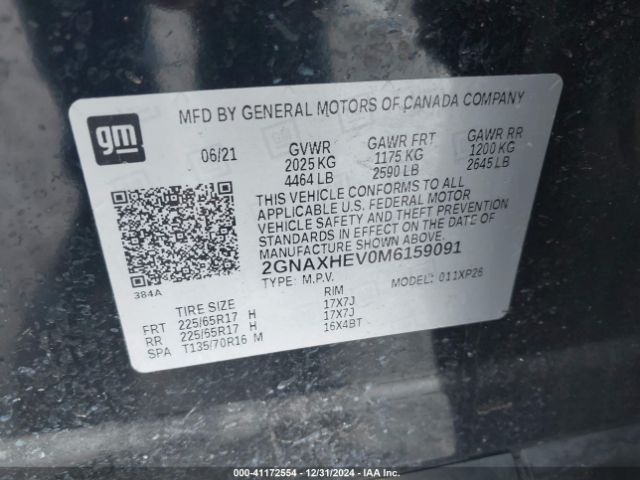 gm
MFD BY GENERAL MOTORS OF CANADA COMPANY
06/21 GVWR GAWR FRT GAWR RR
2025 KG 1175 KG 1200 KG
4464 LB 2590 LB 2645 LB
THIS VEHICLE CONFORMS TO ALL
APPLICABLE U.S. FEDERAL MOTOR
VEHICLE SAFETY AND THEFT PREVENTION
STANDARDS IN EFFECT ON THE DATE OF
MANUFACTURE SHOWN ABOVE.
2GNAXHEV0M6159091
TYPE: M.P.V. MODEL: 011XP26
384A
TIRE SIZE RIM
FRT 225/65R17 H 17X7J
RR 225/65R17 H 17X7J
SPA T135/70R16 M 16X4BT
000-41172554 - 12/31/2024 - IAA Inc.